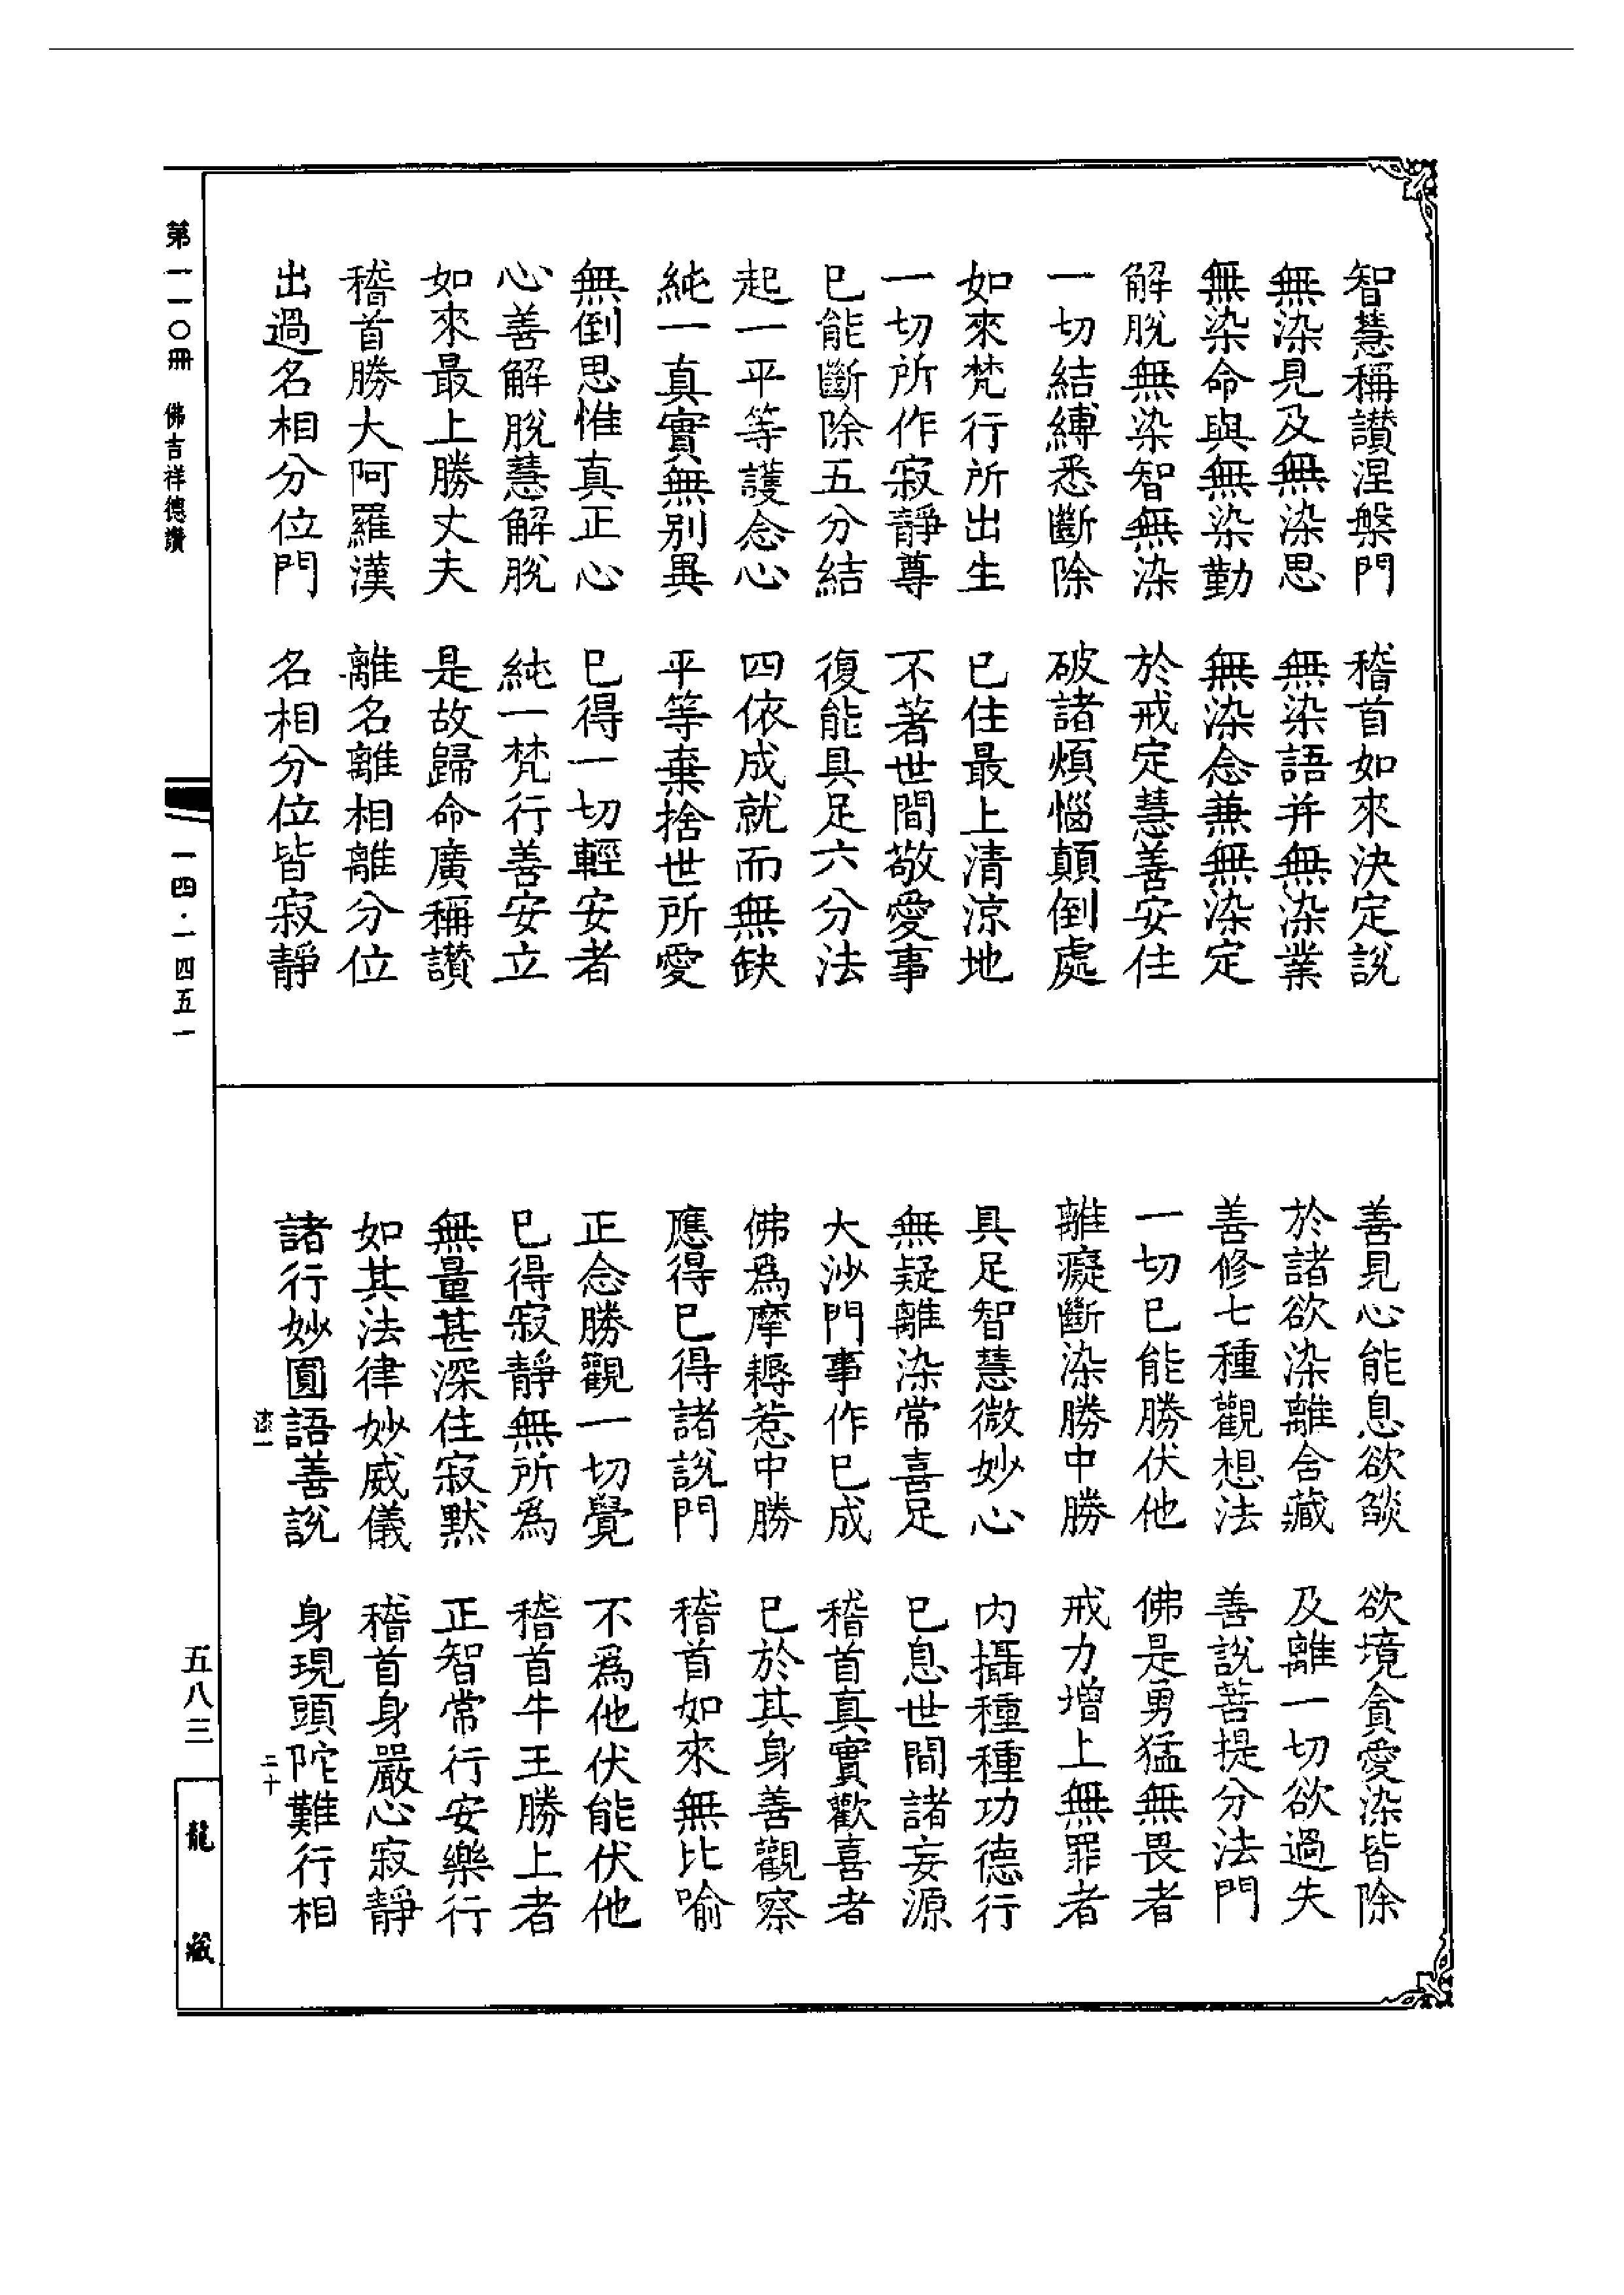 智慧稱讚涅槃門　稽首如來決定說
無染見及無染思　無染語并無染業
無染命與無染勤　無染念兼無染定
解脫無染智無染　於戒定慧善安住
一切結縛悉斷除　破諸煩惱顛倒處
如來梵行所出生　已住最上清涼地
一切所作寂靜尊　不著世間敬愛事
已能斷除五分結　復能具足六分法
起一平等護念心　四依成就而無缺
純一真實無別異　平等棄捨世所愛
無倒思惟真正心　已得一切輕安者
心善解脫慧解脫　純一梵行善安立
如來最上勝丈夫　是故歸命廣稱讚
稽首勝大阿羅漢　離名離相離分位
出過名相分位門　名相分位皆寂靜
善見心能息欲燄　欲境貪愛染皆除
於諸欲染離含藏　及離一切欲過失
善修七種觀想法　善說菩提分法門
一切已能勝伏他　佛是勇猛無畏者
離癡斷染勝中勝　戒力增上無罪者
具足智慧微妙心　內攝種種功德行
無疑離染常喜足　已息世間諸妄源
大沙門事作已成　稽首真實歡喜者
佛爲摩耨惹中勝　已於其身善觀察
應得已得諸說門　稽首如來無比喻
正念勝觀一切覺　不爲他伏能伏他
已得寂靜無所爲　稽首牛王勝上者
無量甚深住寂默　正智常行安樂行
如其法律妙威儀　稽首身嚴心寂靜
諸行妙圓語善說　身現頭陀難行相
漆一　二十
第一一〇冊　佛吉祥德讚
一四·一四五一
五八三
龍藏